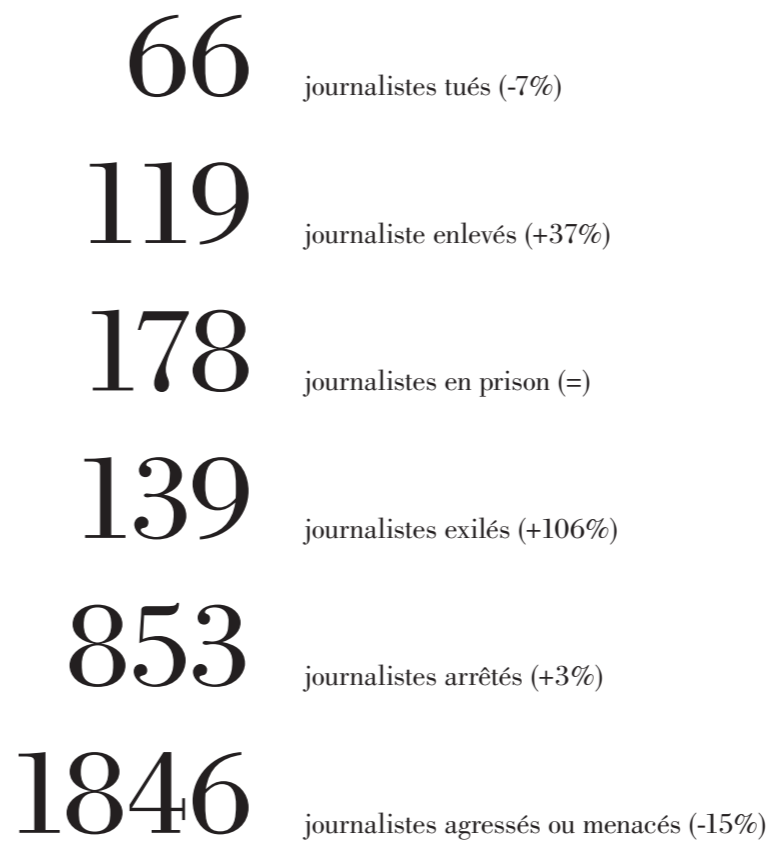 66 journalistes tués (-7%)
119 journaliste enlevés (+37%)
178 journalistes en prison (=)
139 journalistes exilés (+106%)
853 journalistes arrêtés (+3%)
1846 journalistes agressés ou menacés (-15%)